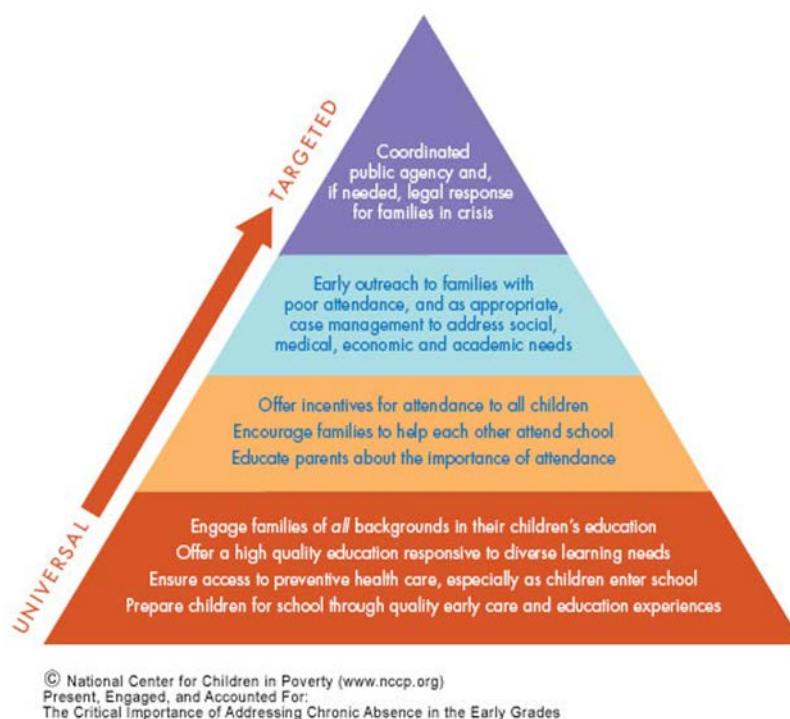 TARGETED
Coordinated
public agency and,
if needed, legal response
for families in crisis
Early outreach to families with
poor attendance, and as appropriate,
case management to address social,
medical, economic and academic needs
Offer incentives for attendance to all children
Encourage families to help each other attend school
Educate parents about the importance of attendance
UNIVERSAL
Engage families of all backgrounds in their children’s education
Offer a high quality education responsive to diverse learning needs
Ensure access to preventive health care, especially as children enter school
Prepare children for school through quality early care and education experiences
© National Center for Children in Poverty (www.nccp.org)
Present, Engaged, and Accounted For:
The Critical Importance of Addressing Chronic Absence in the Early Grades